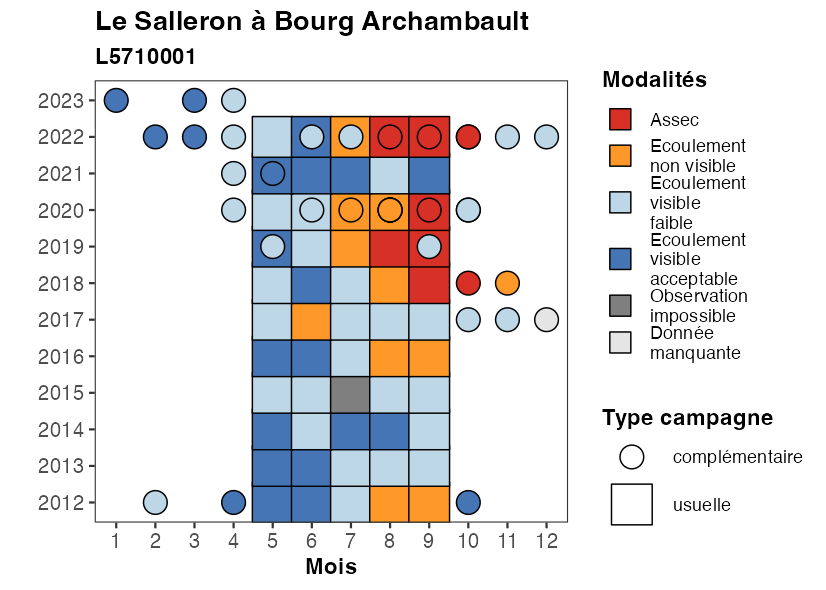 Le Salleron à Bourg Archambault
L5710001
2023
2022
2021
2020
2019
2018
2017
2016
2015
2014
2013
2012
1 2 3 4 5 6 7 8 9 10 11 12
Mois
Modalités
Assec
Ecoulement
non visible
Ecoulement
visible
faible
Ecoulement
visible
acceptable
Observation
impossible
Donnée
manquante
Type campagne
complémentaire
usuelle